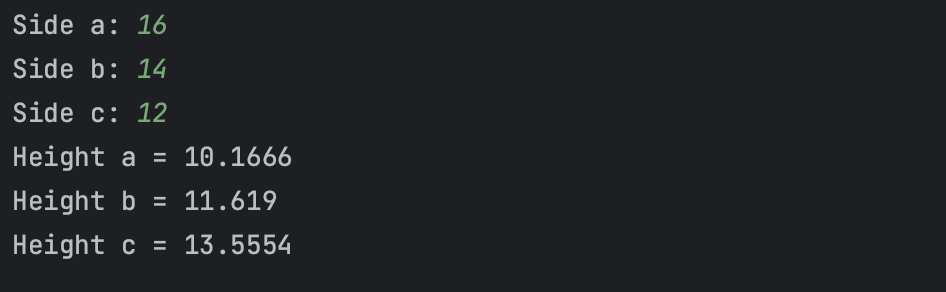 Side a: 16
Side b: 14
Side c: 12
Height a = 10.1666
Height b = 11.619
Height c = 13.5554